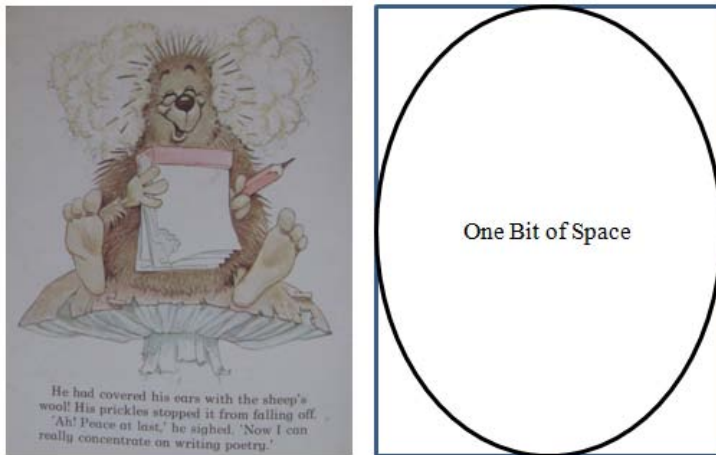 He had covered his ears with the sheep's
wool! His prickles stopped it from falling off.
'Ah! Peace at last,' he sighed. 'Now I can
really concentrate on writing poetry.'
One Bit of Space